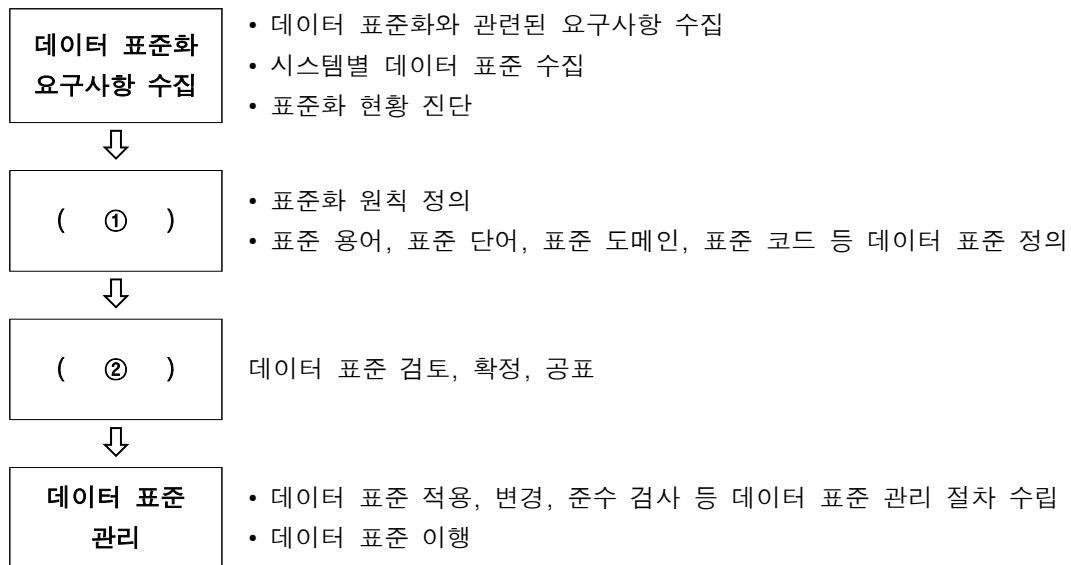 데이터 표준화
요구사항 수집
• 데이터 표준화와 관련된 요구사항 수집
• 시스템별 데이터 표준 수집
• 표준화 현황 진단
( ① )
• 표준화 원칙 정의
• 표준 용어, 표준 단어, 표준 도메인, 표준 코드 등 데이터 표준 정의
( ② )
데이터 표준 검토, 확정, 공표
데이터 표준
관리
• 데이터 표준 적용, 변경, 준수 검사 등 데이터 표준 관리 절차 수립
• 데이터 표준 이행